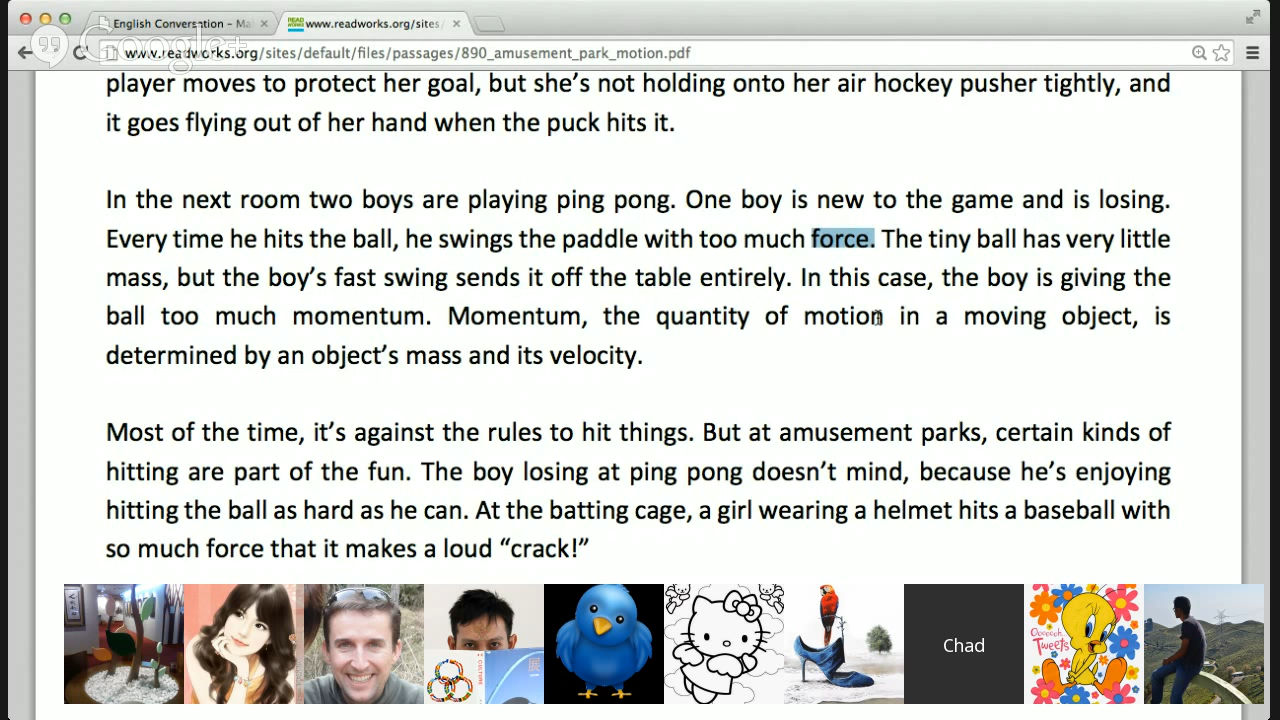 English Conversation – Ma
READ WORKS
www.readworks.org/sites/
Google+
www.readworks.org/sites/default/files/passages/890_amusement_park_motion.pdf
player moves to protect her goal, but she's not holding onto her air hockey pusher tightly, and
it goes flying out of her hand when the puck hits it.
In the next room two boys are playing ping pong. One boy is new to the game and is losing.
Every time he hits the ball, he swings the paddle with too much force. The tiny ball has very little
mass, but the boy's fast swing sends it off the table entirely. In this case, the boy is giving the
ball too much momentum. Momentum, the quantity of motion in a moving object, is
determined by an object's mass and its velocity.
Most of the time, it's against the rules to hit things. But at amusement parks, certain kinds of
hitting are part of the fun. The boy losing at ping pong doesn't mind, because he's enjoying
hitting the ball as hard as he can. At the batting cage, a girl wearing a helmet hits a baseball with
so much force that it makes a loud “crack!”
Chad
Ooooooh..
Tweets